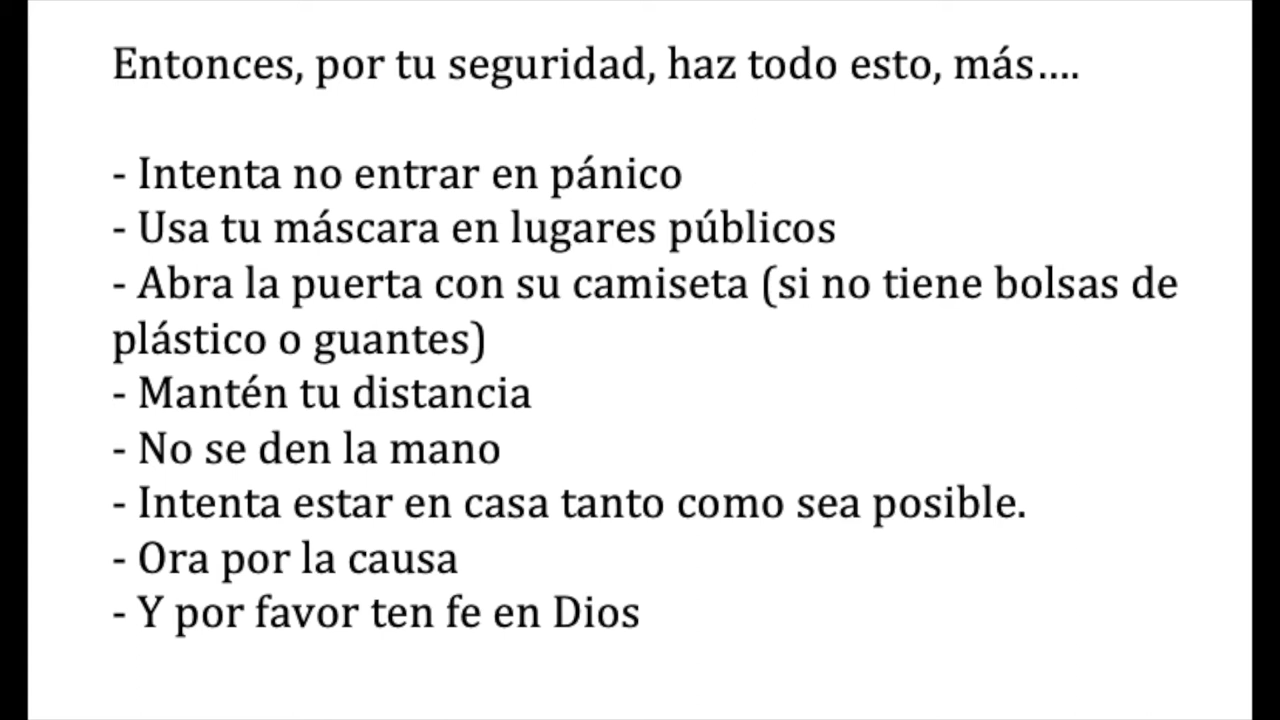 Entonces, por tu seguridad, haz todo esto, más....
- Intenta no entrar en pánico
- Usa tu máscara en lugares públicos
- Abra la puerta con su camiseta (si no tiene bolsas de
plástico o guantes)
- Mantén tu distancia
- No se den la mano
- Intenta estar en casa tanto como sea posible.
- Ora por la causa
- Y por favor ten fe en Dios